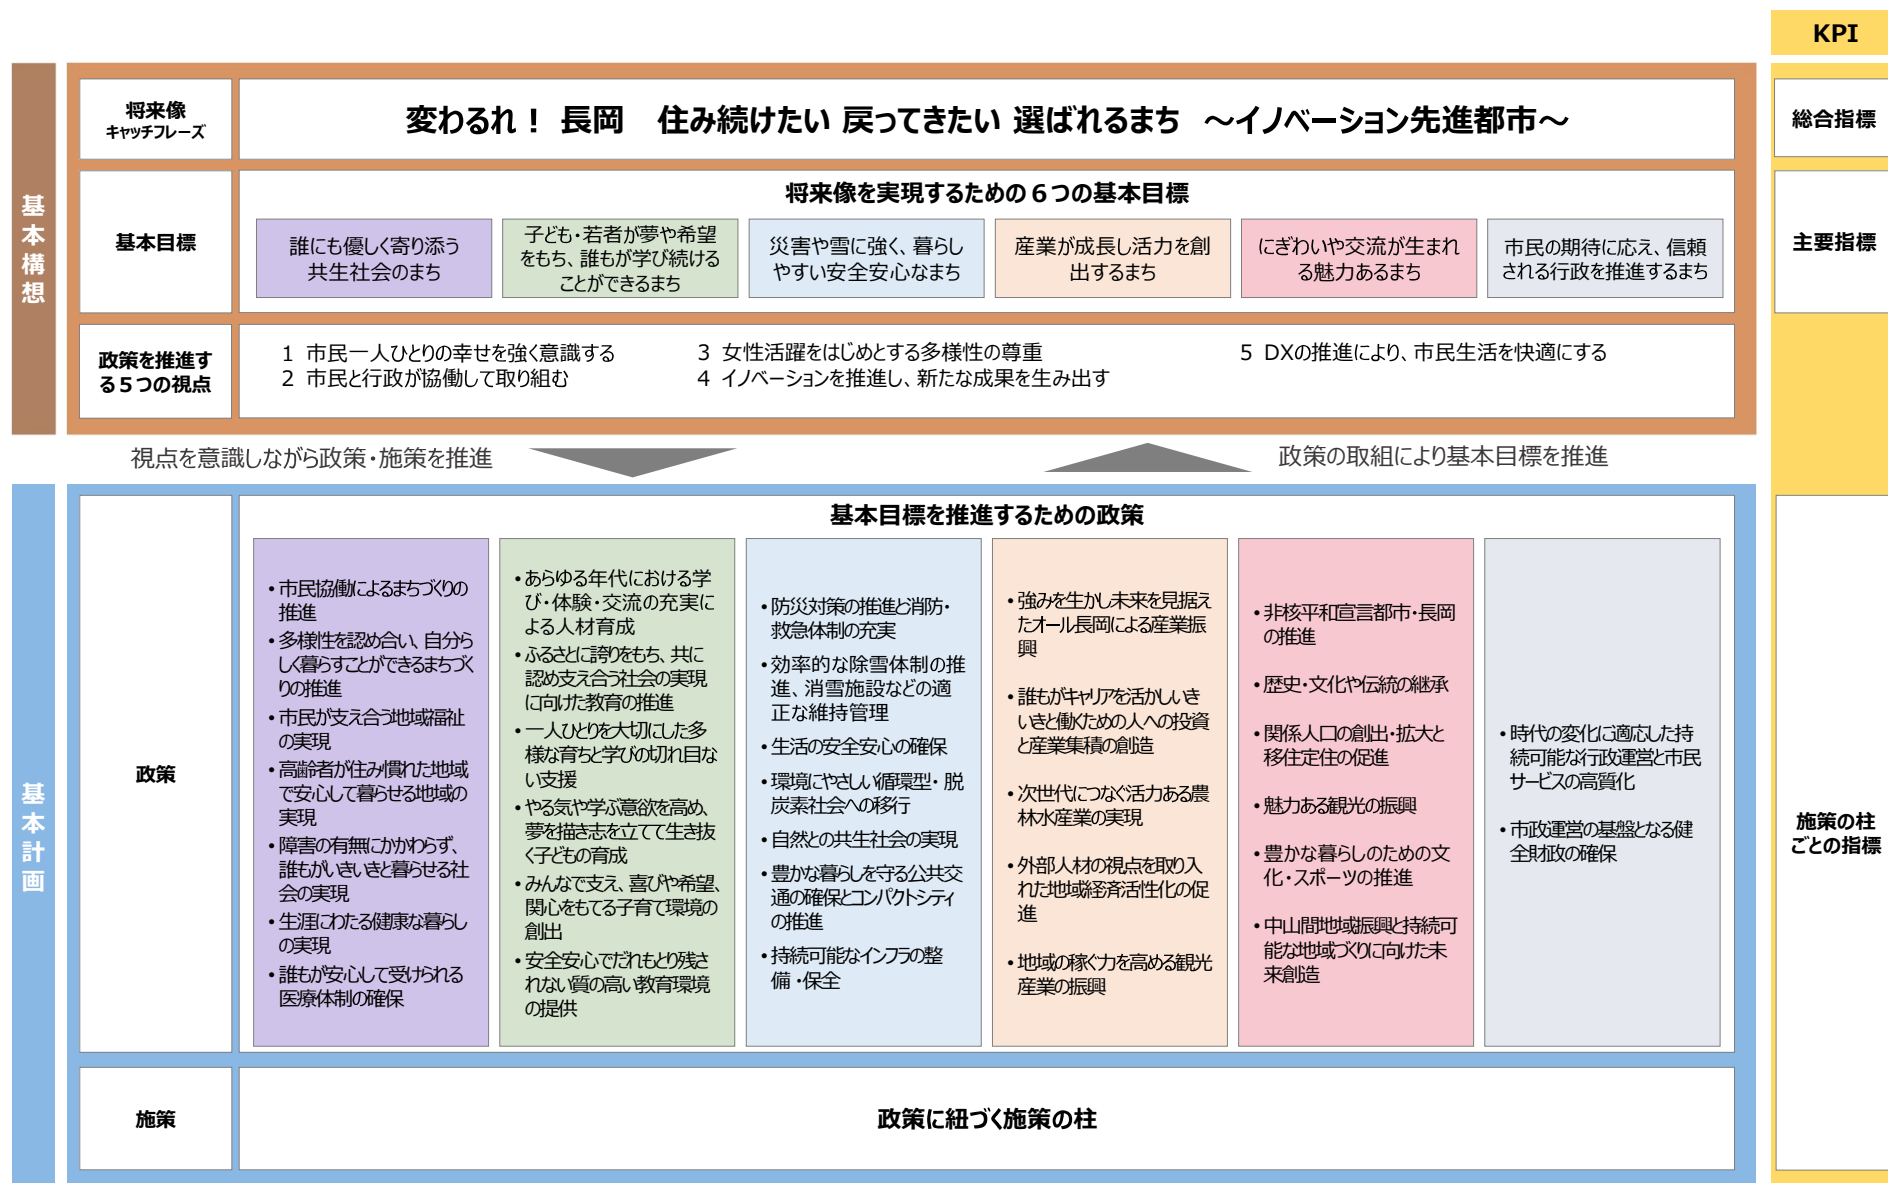 KPI
基本構想
将来像
キャッチフレーズ
変わるれ！ 長岡　住み続けたい 戻ってきたい 選ばれるまち ～イノベーション先進都市～
総合指標
基本目標
将来像を実現するための６つの基本目標
誰にも優しく寄り添う
共生社会のまち
子ども・若者が夢や希望
をもち、誰もが学び続ける
ことができるまち
災害や雪に強く、暮らし
やすい安全安心なまち
産業が成長し活力を創
出するまち
にぎわいや交流が生まれ
る魅力あるまち
市民の期待に応え、信頼
される行政を推進するまち
主要指標
政策を推進す
る５つの視点
1 市民一人ひとりの幸せを強く意識する
2 市民と行政が協働して取り組む
3 女性活躍をはじめとする多様性の尊重
4 イノベーションを推進し、新たな成果を生み出す
5 DXの推進により、市民生活を快適にする
視点を意識しながら政策・施策を推進
政策の取組により基本目標を推進
基本計画
政策
基本目標を推進するための政策
・市民協働によるまちづくりの
推進
・多様性を認め合い、自分ら
しく暮らすことができるまちづく
りの推進
・市民が支え合う地域福祉
の実現
・高齢者が住み慣れた地域
で安心して暮らせる地域の
実現
・障害の有無にかかわらず、
誰もがいきいきと暮らせる社
会の実現
・生涯にわたる健康な暮らし
の実現
・誰もが安心して受けられる
医療体制の確保
・あらゆる年代における学
び・体験・交流の充実に
よる人材育成
・ふるさとに誇りをもち、共に
認め支え合う社会の実現
に向けた教育の推進
・一人ひとりを大切にした多
様な育ちと学びの切れ目な
い支援
・やる気や学ぶ意欲を高め、
夢を描き志を立てて生き抜
く子どもの育成
・みんなで支え、喜びや希望、
関心をもてる子育て環境の
創出
・安全安心でだれもとり残さ
れない質の高い教育環境
の提供
・防災対策の推進と消防・
救急体制の充実
・効率的な除雪体制の推
進、消雪施設などの適
正な維持管理
・生活の安全安心の確保
・環境にやさしい循環型・脱
炭素社会への移行
・自然との共生社会の実現
・豊かな暮らしを守る公共交
通の確保とコンパクトシティ
の推進
・持続可能なインフラの整
備・保全
・強みを生かし未来を見据え
たオール長岡による産業振
興
・誰もがキャリアを活かしいき
いきと働くための人への投資
と産業集積の創造
・次世代につなぐ活力ある農
林水産業の実現
・外部人材の視点を取り入
れた地域経済活性化の促
進
・地域の稼ぐ力を高める観光
産業の振興
・非核平和宣言都市・長岡
の推進
・歴史・文化や伝統の継承
・関係人口の創出・拡大と
移住定住の促進
・魅力ある観光の振興
・豊かな暮らしのための文
化・スポーツの推進
・中山間地域振興と持続可
能な地域づくりに向けた未
来創造
・時代の変化に適応した持
続可能な行政運営と市民
サービスの高質化
・市政運営の基盤となる健
全財政の確保
施策の柱
ごとの指標
施策
政策に紐づく施策の柱